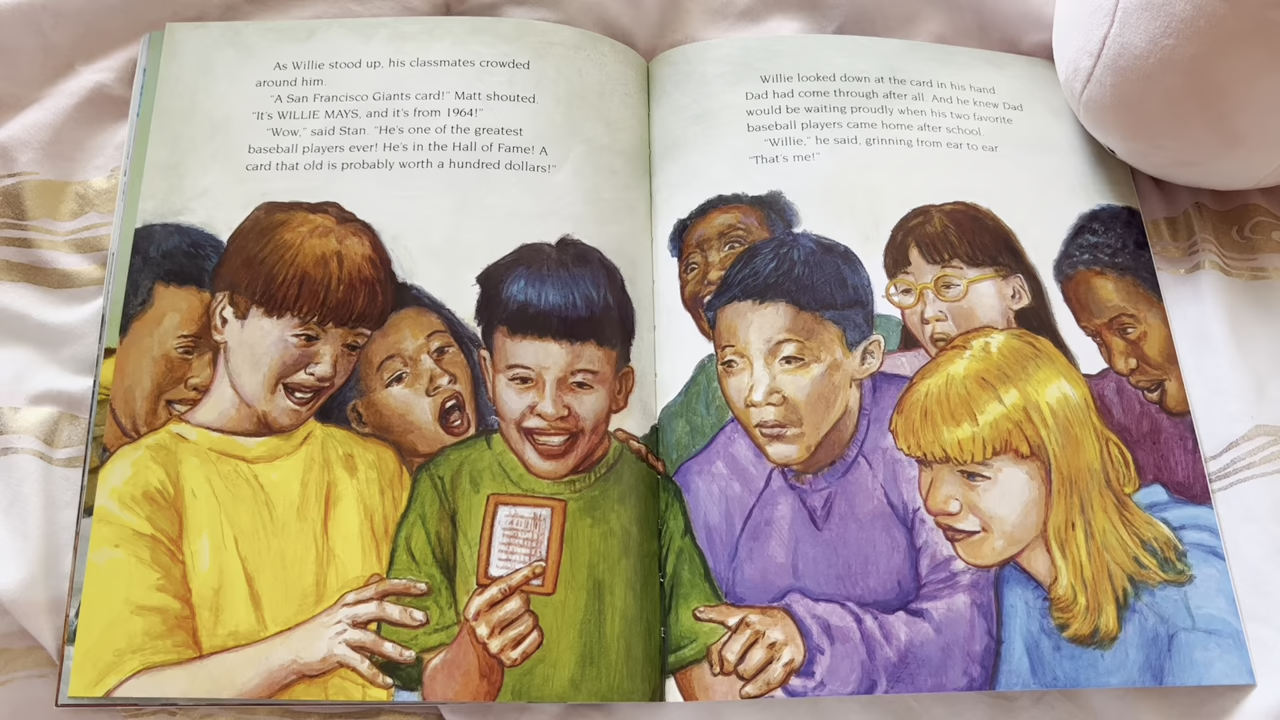 As Willie stood up, his classmates crowded
around him.
"A San Francisco Giants card!" Matt shouted.
"It's WILLIE MAYS, and it's from 1964!"
"Wow," said Stan. "He's one of the greatest
baseball players ever! He's in the Hall of Fame! A
card that old is probably worth a hundred dollars!"
Willie looked down at the card in his hand
Dad had come through after all. And he knew Dad
would be waiting proudly when his two favorite
baseball players came home after school.
"Willie," he said, grinning from ear to ear
"That's me!"